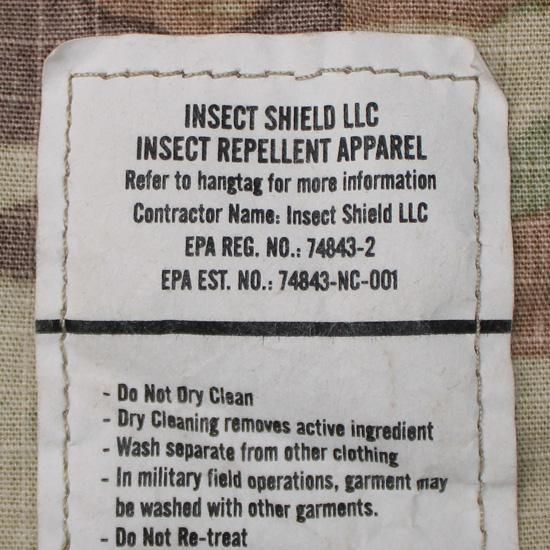 INSECT SHIELD LLC
INSECT REPELLENT APPAREL
Refer to hangtag for more information
Contractor Name: Insect Shield LLC
EPA REG. NO.: 74843-2
EPA EST. NO.: 74843-NC-001
- Do Not Dry Clean
- Dry Cleaning removes active ingredient
- Wash separate from other clothing
- In military field operations, garment may
be washed with other garments.
- Do Not Re-treat